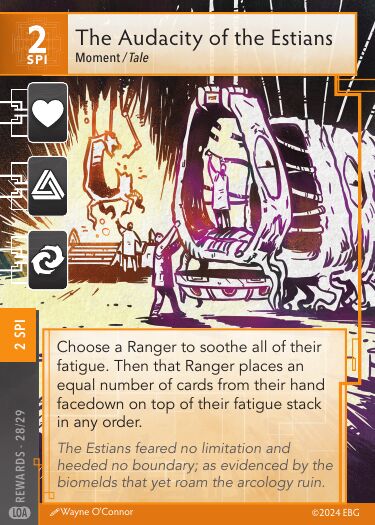 2
SPI
The Audacity of the Estians
Moment / Tale
2 SPI
Choose a Ranger to soothe all of their
fatigue. Then that Ranger places an
equal number of cards from their hand
facedown on top of their fatigue stack
in any order.
The Estians feared no limitation and
heeded no boundary; as evidenced by the
biomelds that yet roam the arcology ruin.
REWARDS - 28/29
LOA
Wayne O'Connor
©2024 EBG